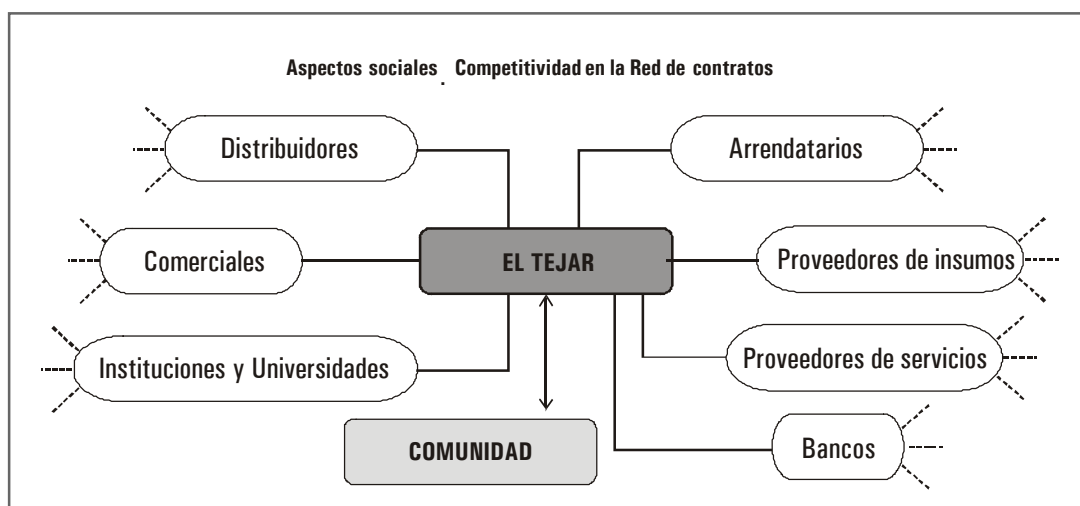 Aspectos sociales. Competitividad en la Red de contratos
Distribuidores
Arrendatarios
Comerciales
EL TEJAR
Proveedores de insumos
Instituciones y Universidades
Proveedores de servicios
COMUNIDAD
Bancos